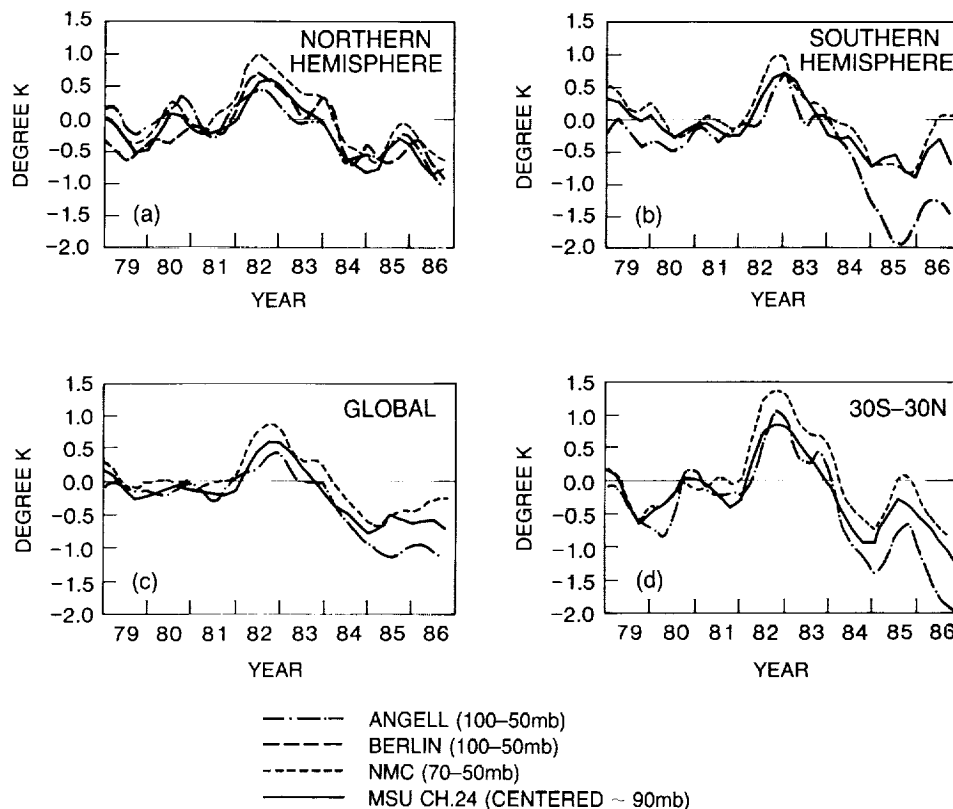 NORTHERN
HEMISPHERE
DEGREE K
1.5
1.0
0.5
0.0
−0.5
−1.0
−1.5
−2.0
(a)
79 80 81 82 83 84 85 86
YEAR
SOUTHERN
HEMISPHERE
DEGREE K
1.5
1.0
0.5
0.0
−0.5
−1.0
−1.5
−2.0
(b)
79 80 81 82 83 84 85 86
YEAR
GLOBAL
DEGREE K
1.5
1.0
0.5
0.0
−0.5
−1.0
−1.5
−2.0
(c)
79 80 81 82 83 84 85 86
YEAR
30S–30N
DEGREE K
1.5
1.0
0.5
0.0
−0.5
−1.0
−1.5
−2.0
(d)
79 80 81 82 83 84 85 86
YEAR
ANGELL (100–50mb)
BERLIN (100–50mb)
NMC (70–50mb)
MSU CH.24 (CENTERED ~ 90mb)